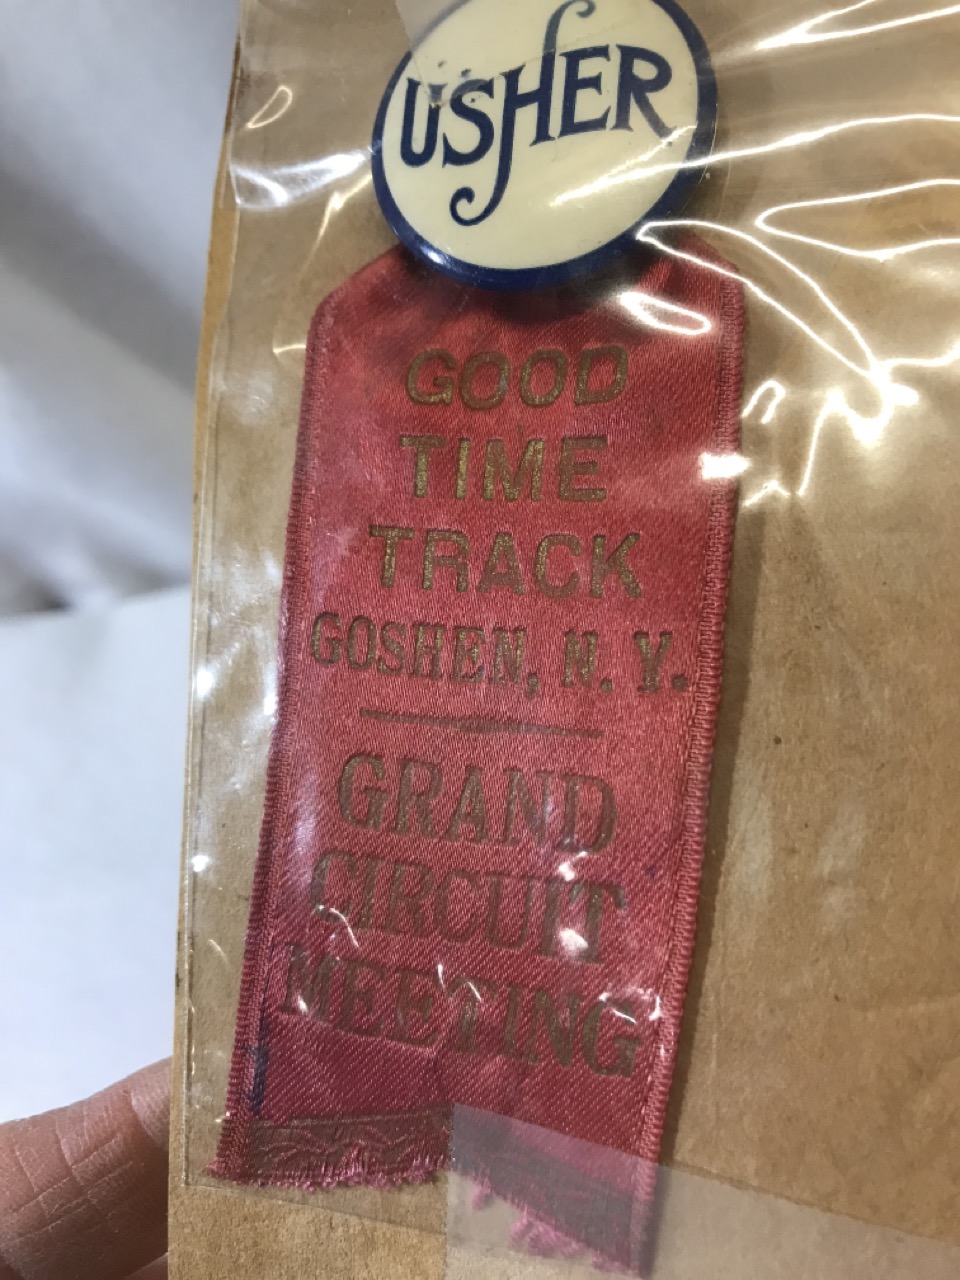 USHER
GOOD
TIME
TRACK
GOSHEN, N. Y.
GRAND
CIRCUIT
MEETING